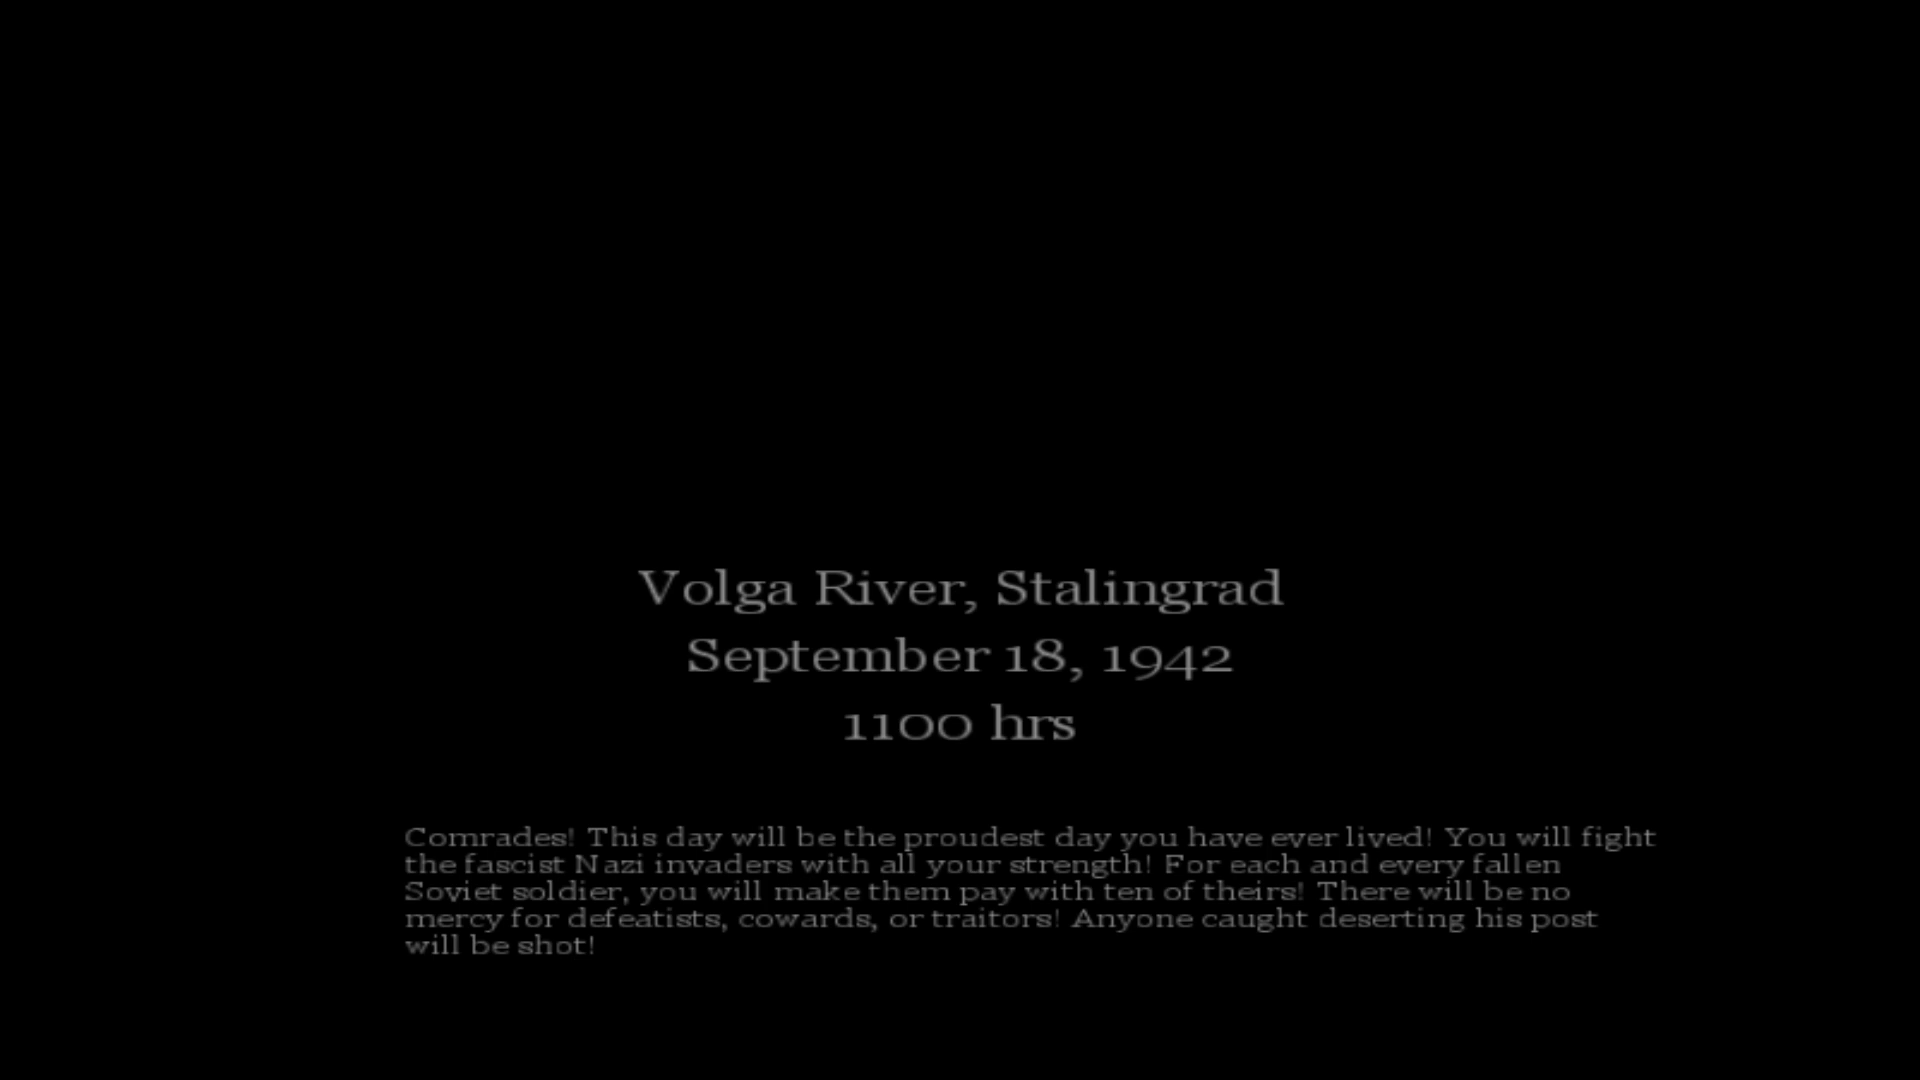 Volga River, Stalingrad
September 18, 1942
1100 hrs
Comrades! This day will be the proudest day you have ever lived! You will fight
the fascist Nazi invaders with all your strength! For each and every fallen
Soviet soldier, you will make them pay with ten of theirs! There will be no
mercy for defeatists, cowards, or traitors! Anyone caught deserting his post
will be shot!